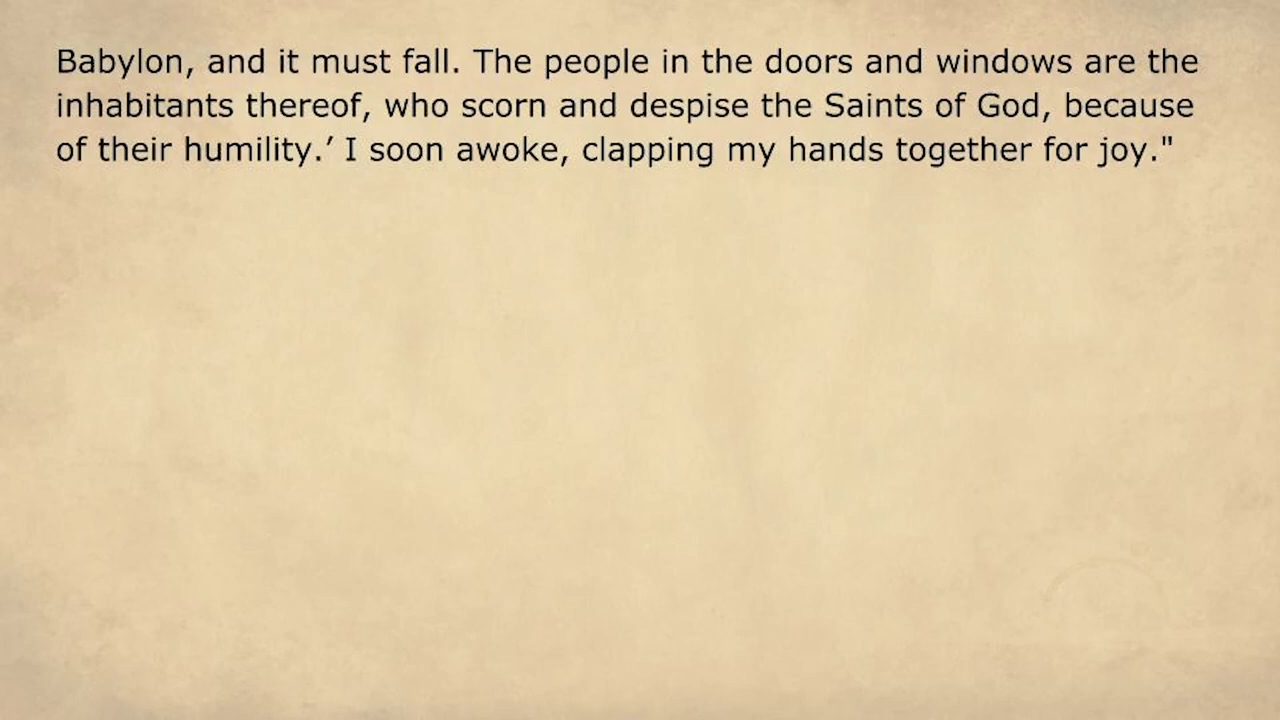 Babylon, and it must fall. The people in the doors and windows are the
inhabitants thereof, who scorn and despise the Saints of God, because
of their humility.’ I soon awoke, clapping my hands together for joy."